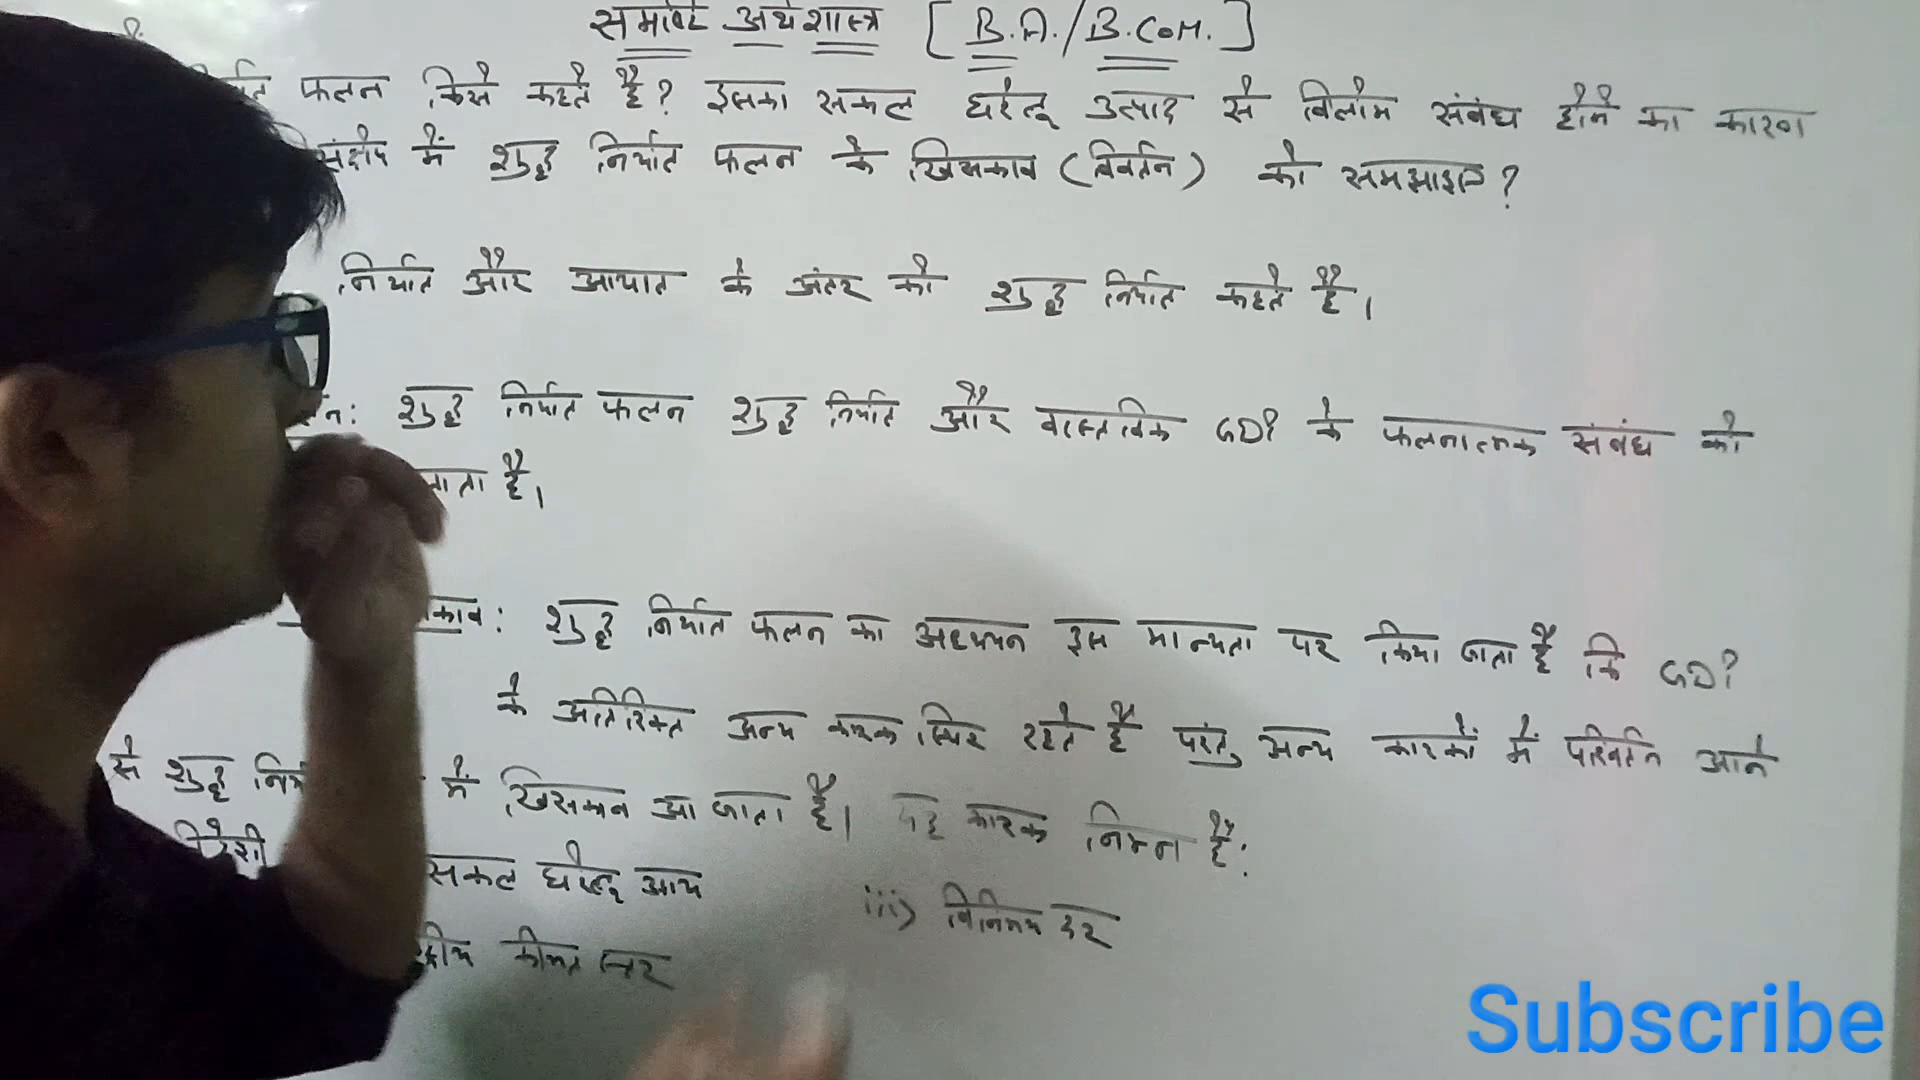 समष्टि अर्थशास्त्र [B.A./B.COM.]
फलन किसे कहते हैं? इसका सकल घरेलू उत्पाद से विलोम संबंध होने का कारण
में शुद्ध निर्यात फलन के खिसकाव (विवर्तन) को समझाइए?
निर्यात और आयात के अंतर को शुद्ध निर्यात कहते हैं।
शुद्ध निर्यात फलन शुद्ध निर्यात और वास्तविक GDP के फलनात्मक संबंध को
जाता है।
शुद्ध निर्यात फलन का अध्ययन इस मान्यता पर किया जाता है कि GDP
के अतिरिक्त अन्य कारक स्थिर रहते हैं परंतु अन्य कारकों में परिवर्तन आने
से शुद्ध में खिसकाव आ जाता है। यह कारक निम्न हैं:
विदेशी सकल घरेलू आय
iii) विनिमय दर
कीमत स्तर
Subscribe